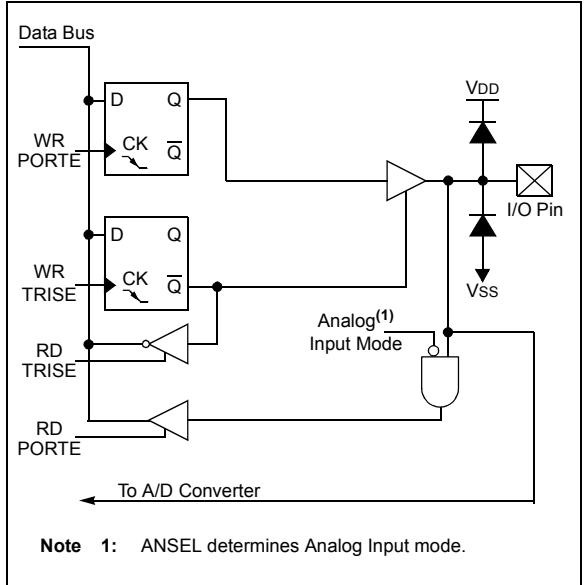 Data Bus
D Q
WR
PORTE
CK Q
VDD
I/O Pin
D Q
WR
TRISE
CK Q
VSS
Analog(1)
Input Mode
RD
TRISE
RD
PORTE
To A/D Converter
Note 1: ANSEL determines Analog Input mode.